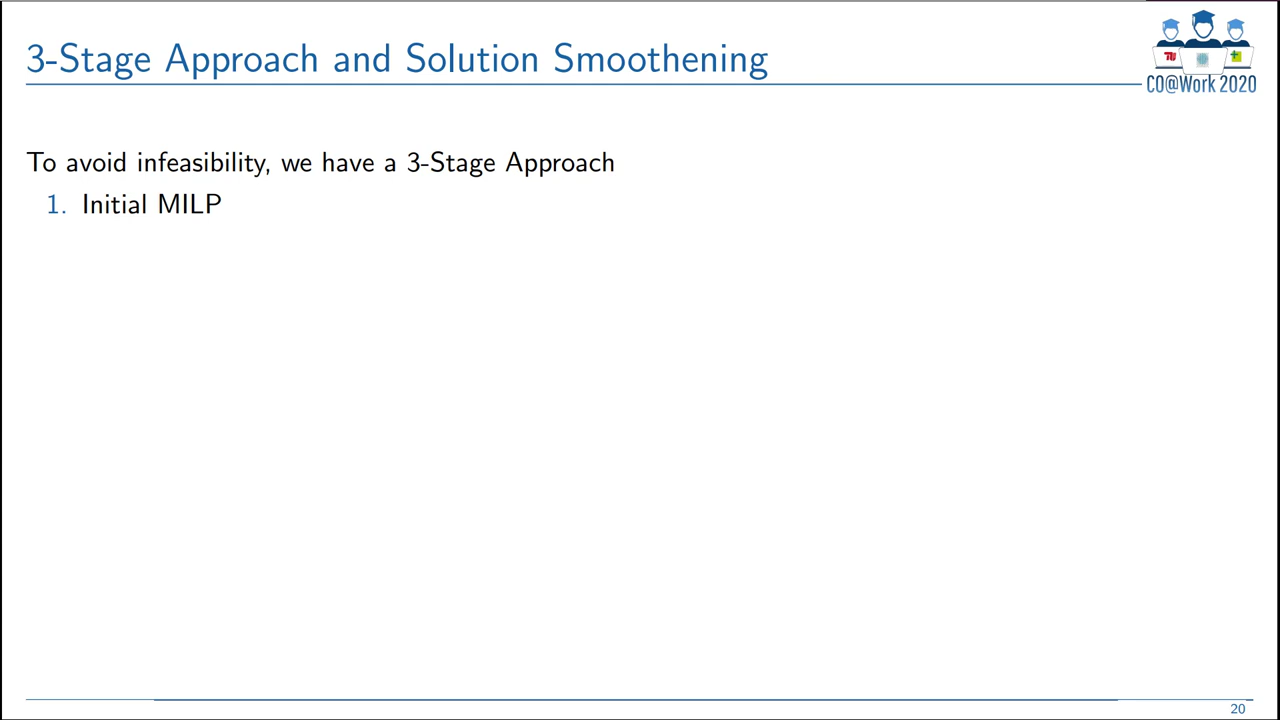 3-Stage Approach and Solution Smoothening
CO@Work 2020
To avoid infeasibility, we have a 3-Stage Approach
1. Initial MILP
20